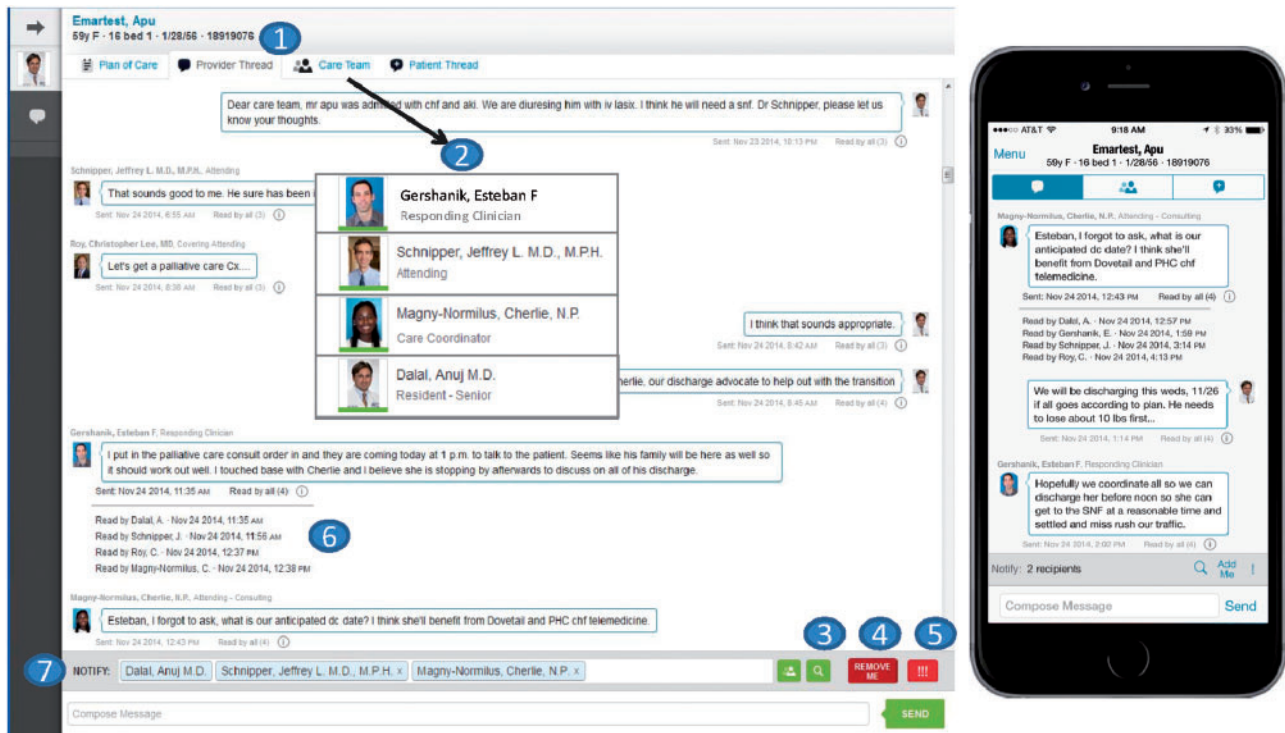 Emartest, Apu
59y F · 16 bed 1 · 1/28/56 · 18919076
1
Plan of Care
Provider Thread
Care Team
Patient Thread
Dear care team, mr apu was admitted with chf and aki. We are diuresing him with iv lasix. I think he will need a snf. Dr Schnipper, please let us
know your thoughts.
Sent: Nov 23 2014, 10:13 PM Read by all (3)
2
Schnipper, Jeffrey L. M.D., M.P.H. Attending
That sounds good to me. He sure has been
Sent: Nov 24 2014, 6:55 AM Read by all (3)
Roy, Christopher Lee, MD, Covering Attending
Let's get a palliative care Cx....
Sent: Nov 24 2014, 8:38 AM Read by all (3)
Gershanik, Esteban F
Responding Clinician
Schnipper, Jeffrey L. M.D., M.P.H.
Attending
Magny-Normilus, Cherlie, N.P.
Care Coordinator
Dalal, Anuj M.D.
Resident - Senior
I think that sounds appropriate.
Sent: Nov 24 2014, 8:42 AM Read by all (3)
herlie, our discharge advocate to help out with the transition
Sent: Nov 24 2014, 8:45 AM Read by all (4)
Gershanik, Esteban F, Responding Clinician
I put in the palliative care consult order in and they are coming today at 1 p.m. to talk to the patient. Seems like his family will be here as well so
it should work out well. I touched base with Cherlie and I believe she is stopping by afterwards to discuss on all of his discharge.
Sent: Nov 24 2014, 11:35 AM Read by all (4)
Read by Dalal, A. - Nov 24 2014, 11:35 AM
Read by Schnipper, J. - Nov 24 2014, 11:56 AM
Read by Roy, C. - Nov 24 2014, 12:37 PM
Read by Magny-Normilus, C. - Nov 24 2014, 12:38 PM
6
Magny-Normilus, Cherlie, N.P., Attending - Consulting
Esteban, I forgot to ask, what is our anticipated dc date? I think she'll benefit from Dovetail and PHC chf telemedicine.
Sent: Nov 24 2014, 12:43 PM Read by all (4)
3
4
5
7
NOTIFY: Dalal, Anuj M.D. Schnipper, Jeffrey L. M.D., M.P.H. x Magny-Normilus, Cherlie, N.P. x
REMOVE
ME
!!!
Compose Message
SEND
AT&T 9:18 AM 33%
Menu
Emartest, Apu
59y F · 16 bed 1 · 1/28/56 · 18919076
Magny-Normilus, Cherlie, N.P., Attending - Consulting
Esteban, I forgot to ask, what is our
anticipated dc date? I think she'll
benefit from Dovetail and PHC chf
telemedicine.
Sent: Nov 24 2014, 12:43 PM Read by all (4)
Read by Dalal, A. · Nov 24 2014, 12:57 PM
Read by Gershanik, E. · Nov 24 2014, 1:59 PM
Read by Schnipper, J. · Nov 24 2014, 3:14 PM
Read by Roy, C. · Nov 24 2014, 4:13 PM
We will be discharging this weds, 11/26
if all goes according to plan. He needs
to lose about 10 lbs first...
Sent: Nov 24 2014, 1:14 PM Read by all (4)
Gershanik, Esteban F, Responding Clinician
Hopefully we coordinate all so we can
discharge her before noon so she can
get to the SNF at a reasonable time and
settled and miss rush our traffic.
Sent: Nov 24 2014, 2:00 PM Read by all (4)
Notify: 2 recipients
Add
Me
!
Compose Message
Send